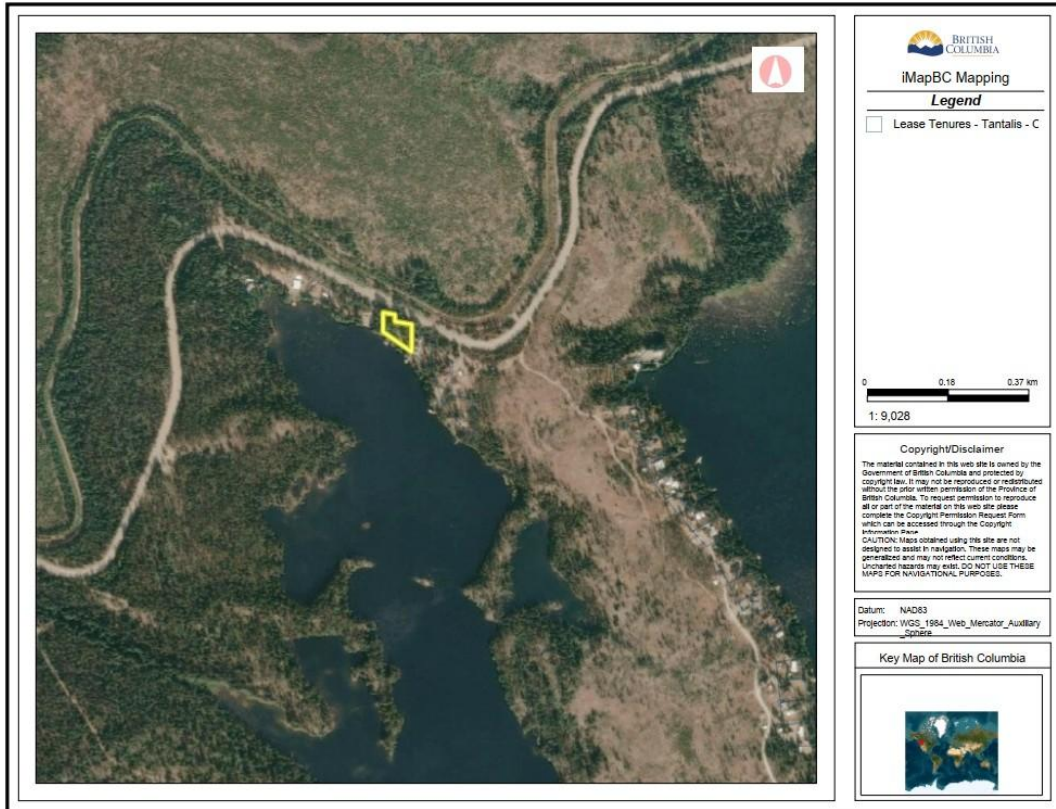 BRITISH
COLUMBIA
iMapBC Mapping
Legend
Lease Tenures - Tantalis - C
0 0.18 0.37 km
1: 9,028
Copyright/Disclaimer
The material contained in this web site is owned by the
Government of British Columbia and protected by
copyright law. It may not be reproduced or redistributed
without the prior written permission of the Province of
British Columbia. To request permission to reproduce
all or part of the material on this web site please
complete the Copyright Permission Request Form
which can be accessed through the Copyright
Information Page.
CAUTION: Maps obtained using this site are not
designed to assist in navigation. These maps may be
generalized and may not reflect current conditions.
Uncharted hazards may exist. DO NOT USE THESE
MAPS FOR NAVIGATIONAL PURPOSES.
Datum: NAD83
Projection: WGS_1984_Web_Mercator_Auxiliary
_Sphere
Key Map of British Columbia